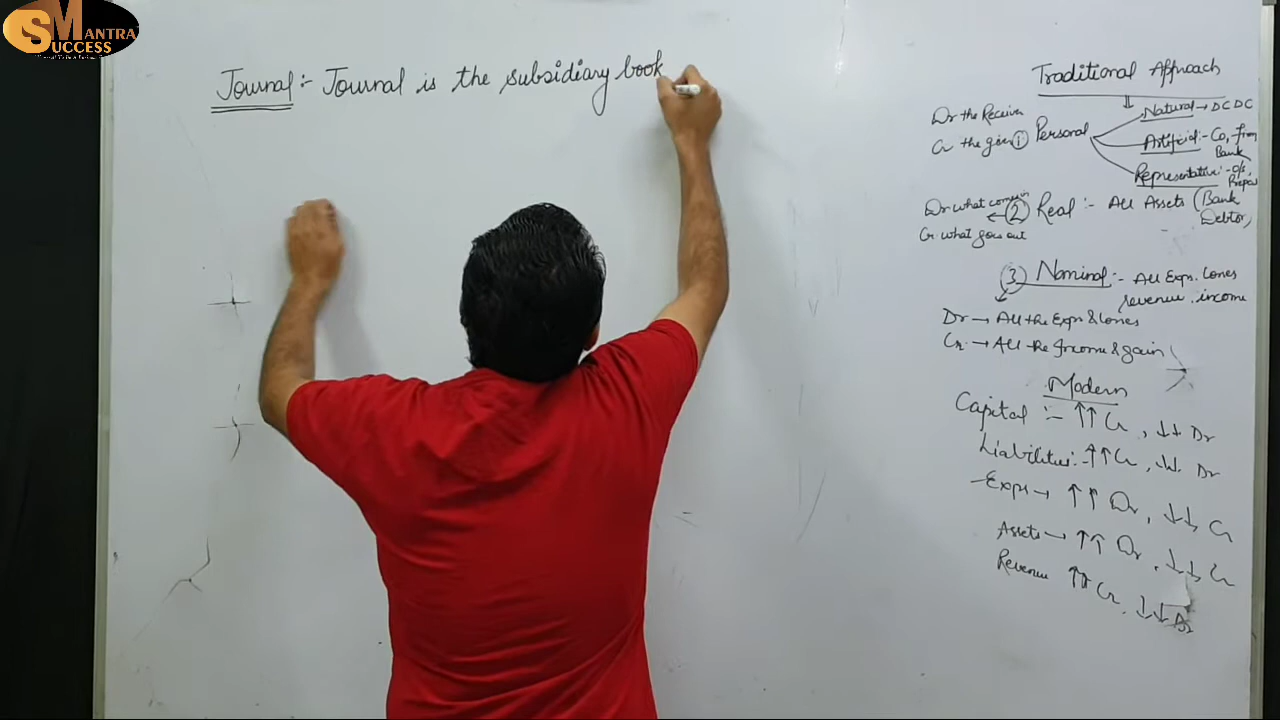 SUCCESS MANTRA
Journal :- Journal is the subsidiary book
Traditional Approach
Dr the Receiver
Cr the giver
① Personal
Natural → DC DC
Artificial :- Co, firm
Bank
Representative :- o/s,
Prepaid
Dr what comes in
Cr. what goes out
② Real :- All Assets (Bank
Debtor,
③ Nominal :- All Exps. Losses
revenue. income
Dr → All the Exps & losses
Cr → All the Income & gain
Modern
Capital :- ↑↑ Cr, ↓↓ Dr
Liabilities :- ↑↑ Cr, ↓↓ Dr
Exps → ↑↑ Dr, ↓↓ Cr
Assets → ↑↑ Dr, ↓↓ Cr
Revenue ↑↑ Cr, ↓↓ Dr